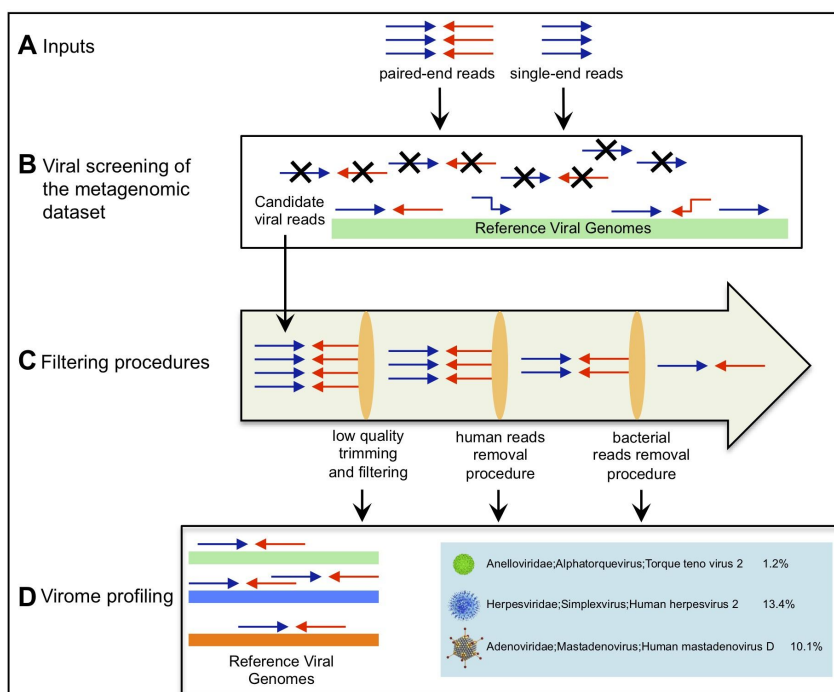 A Inputs
paired-end reads
single-end reads
B Viral screening of
the metagenomic
dataset
Candidate
viral reads
Reference Viral Genomes
C Filtering procedures
low quality
trimming
and filtering
human reads
removal
procedure
bacterial
reads removal
procedure
D Virome profiling
Reference Viral
Genomes
Anelloviridae;Alphatorquevirus;Torque teno virus 2 1.2%
Herpesviridae;Simplexvirus;Human herpesvirus 2 13.4%
Adenoviridae;Mastadenovirus;Human mastadenovirus D 10.1%